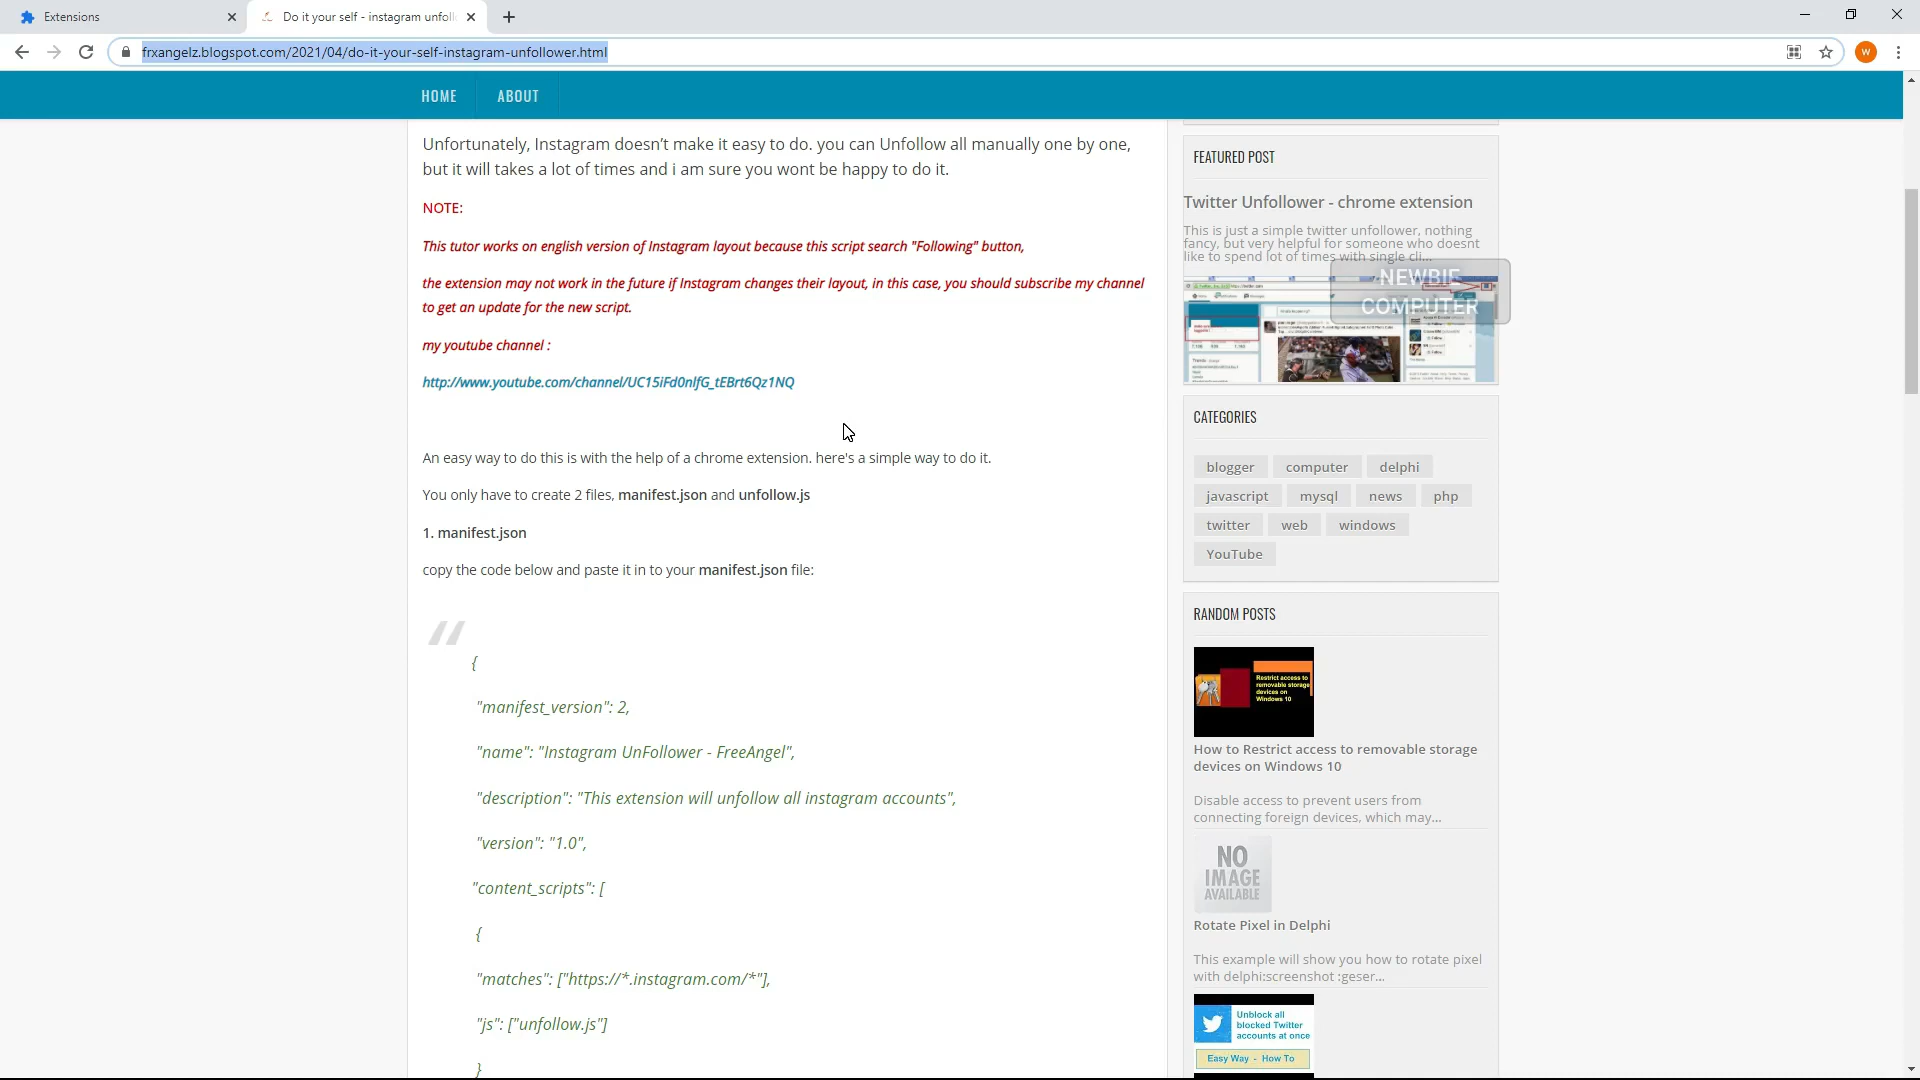 Extensions
Do it your self - instagram unfoll
frxangelz.blogspot.com/2021/04/do-it-your-self-instagram-unfollower.html
W
HOME
ABOUT
Unfortunately, Instagram doesn’t make it easy to do. you can Unfollow all manually one by one,
but it will takes a lot of times and i am sure you wont be happy to do it.
NOTE:
This tutor works on english version of Instagram layout because this script search "Following" button,
the extension may not work in the future if Instagram changes their layout, in this case, you should subscribe my channel
to get an update for the new script.
my youtube channel :
http://www.youtube.com/channel/UC15iFd0nlfG_tEBrt6Qz1NQ
An easy way to do this is with the help of a chrome extension. here's a simple way to do it.
You only have to create 2 files, manifest.json and unfollow.js
1. manifest.json
copy the code below and paste it in to your manifest.json file:
{
"manifest_version": 2,
"name": "Instagram UnFollower - FreeAngel",
"description": "This extension will unfollow all instagram accounts",
"version": "1.0",
"content_scripts": [
{
"matches": ["https://*.instagram.com/*"],
"js": ["unfollow.js"]
}
FEATURED POST
Twitter Unfollower - chrome extension
This is just a simple twitter unfollower, nothing
fancy, but very helpful for someone who doesnt
like to spend lot of times with single cli...
NEWBIE
COMPUTER
CATEGORIES
blogger computer delphi
javascript mysql news php
twitter web windows
YouTube
RANDOM POSTS
Restrict access to
removable storage
devices on
Windows 10
How to Restrict access to removable storage
devices on Windows 10
Disable access to prevent users from
connecting foreign devices, which may...
NO
IMAGE
AVAILABLE
Rotate Pixel in Delphi
This example will show you how to rotate pixel
with delphi:screenshot :geser...
Unblock all
blocked Twitter
accounts at once
Easy Way - How To